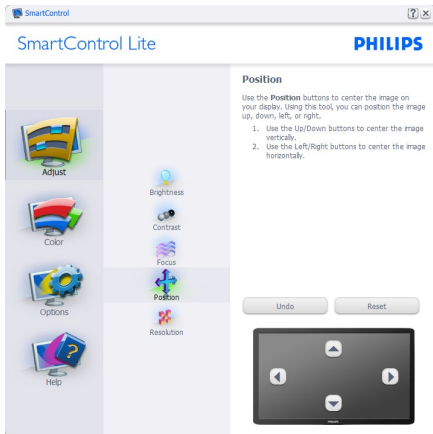 SmartControl
SmartControl Lite
PHILIPS
Adjust
Color
Options
Help
Brightness
Contrast
Focus
Position
Resolution
Position
Use the Position buttons to center the image on
your display. Using this tool, you can position the image
up, down, left, or right.
1. Use the Up/Down buttons to center the image
vertically.
2. Use the Left/Right buttons to center the image
horizontally.
Undo
Reset
PHILIPS